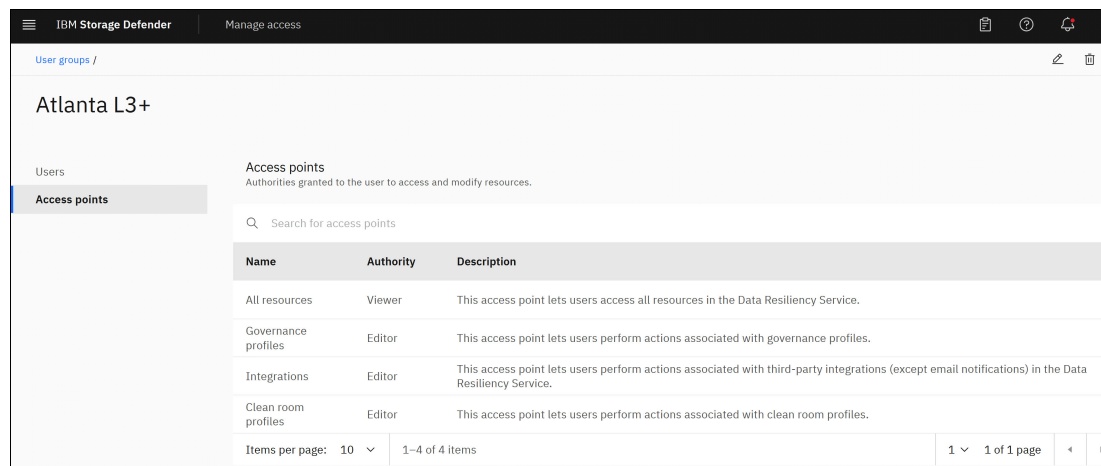 IBM Storage Defender
Manage access
User groups /
Atlanta L3+
Users
Access points
Access points
Authorities granted to the user to access and modify resources.
Search for access points
Name Authority Description
All resources Viewer This access point lets users access all resources in the Data Resiliency Service.
Governance
profiles
Editor This access point lets users perform actions associated with governance profiles.
Integrations Editor This access point lets users perform actions associated with third-party integrations (except email notifications) in the Data
Resiliency Service.
Clean room
profiles
Editor This access point lets users perform actions associated with clean room profiles.
Items per page: 10 1–4 of 4 items 1 1 of 1 page